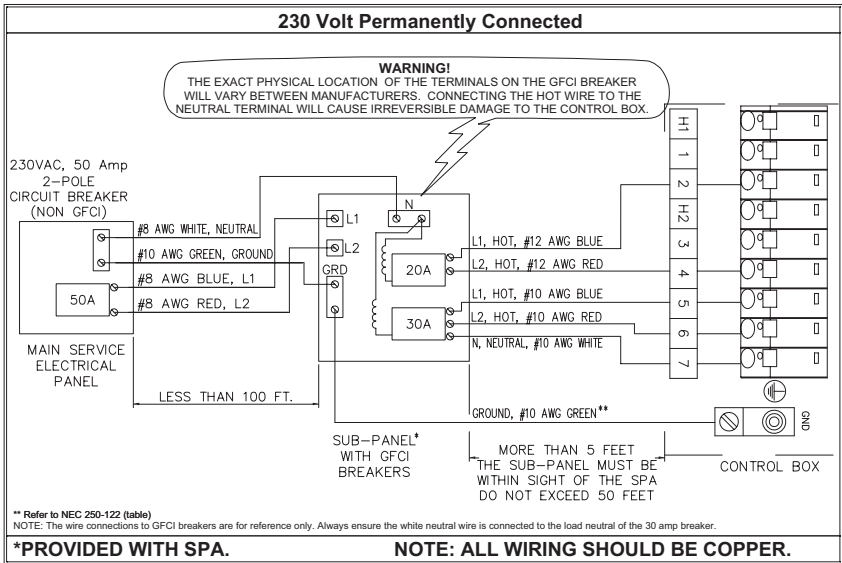 230 Volt Permanently Connected
WARNING!
THE EXACT PHYSICAL LOCATION OF THE TERMINALS ON THE GFCI BREAKER
WILL VARY BETWEEN MANUFACTURERS. CONNECTING THE HOT WIRE TO THE
NEUTRAL TERMINAL WILL CAUSE IRREVERSIBLE DAMAGE TO THE CONTROL BOX.
230VAC, 50 Amp
2-POLE
CIRCUIT BREAKER
(NON GFCI)
#8 AWG WHITE, NEUTRAL
#10 AWG GREEN, GROUND
#8 AWG BLUE, L1
#8 AWG RED, L2
50A
MAIN SERVICE
ELECTRICAL
PANEL
LESS THAN 100 FT.
N
L1
L2
GRD
20A
30A
SUB-PANEL*
WITH GFCI
BREAKERS
L1, HOT, #12 AWG BLUE
L2, HOT, #12 AWG RED
L1, HOT, #10 AWG BLUE
L2, HOT, #10 AWG RED
N, NEUTRAL, #10 AWG WHITE
GROUND, #10 AWG GREEN**
MORE THAN 5 FEET
THE SUB-PANEL MUST BE
WITHIN SIGHT OF THE SPA
DO NOT EXCEED 50 FEET
H1
1
2
H2
3
4
5
6
7
GND
CONTROL BOX
** Refer to NEC 250-122 (table)
NOTE: The wire connections to GFCI breakers are for reference only. Always ensure the white neutral wire is connected to the load neutral of the 30 amp breaker.
*PROVIDED WITH SPA.
NOTE: ALL WIRING SHOULD BE COPPER.